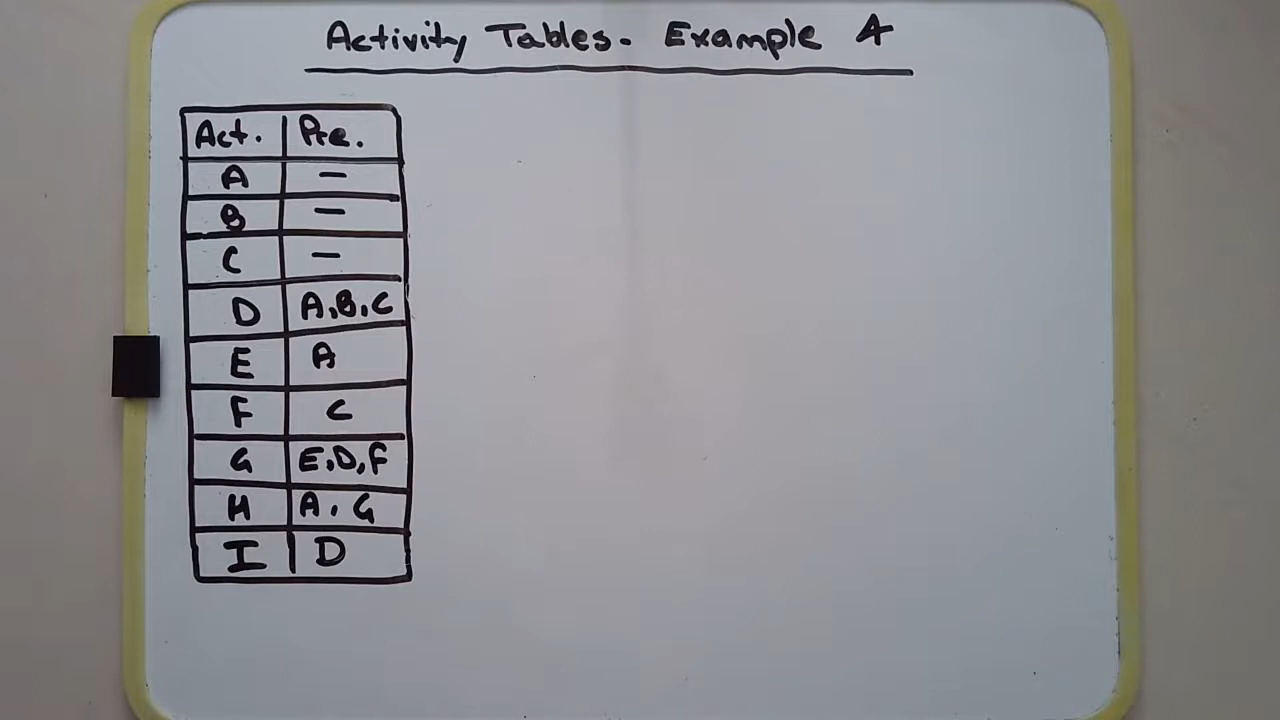 Activity Tables. Example 4
Act. Pre.
A –
B –
C –
D A,B,C
E A
F C
G E,D,F
H A, G
I D